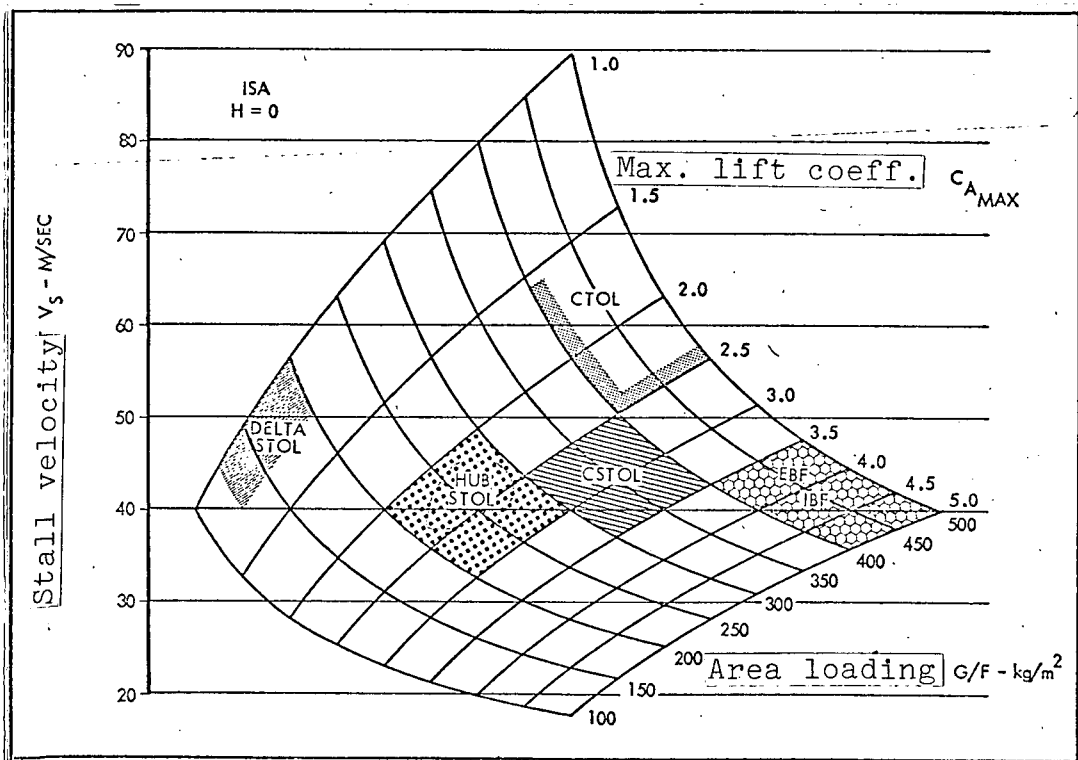 90
80
70
60
50
40
30
20
Stall velocity V_S - M/SEC
ISA
H = 0
Max. lift coeff. C_A_MAX
1.0
1.5
2.0
2.5
3.0
3.5
4.0
4.5
5.0
CTOL
DELTA
STOL
HUB
STOL
CSTOL
EBF
IBF
500
450
400
350
300
250
200
150
100
Area loading G/F - kg/m²